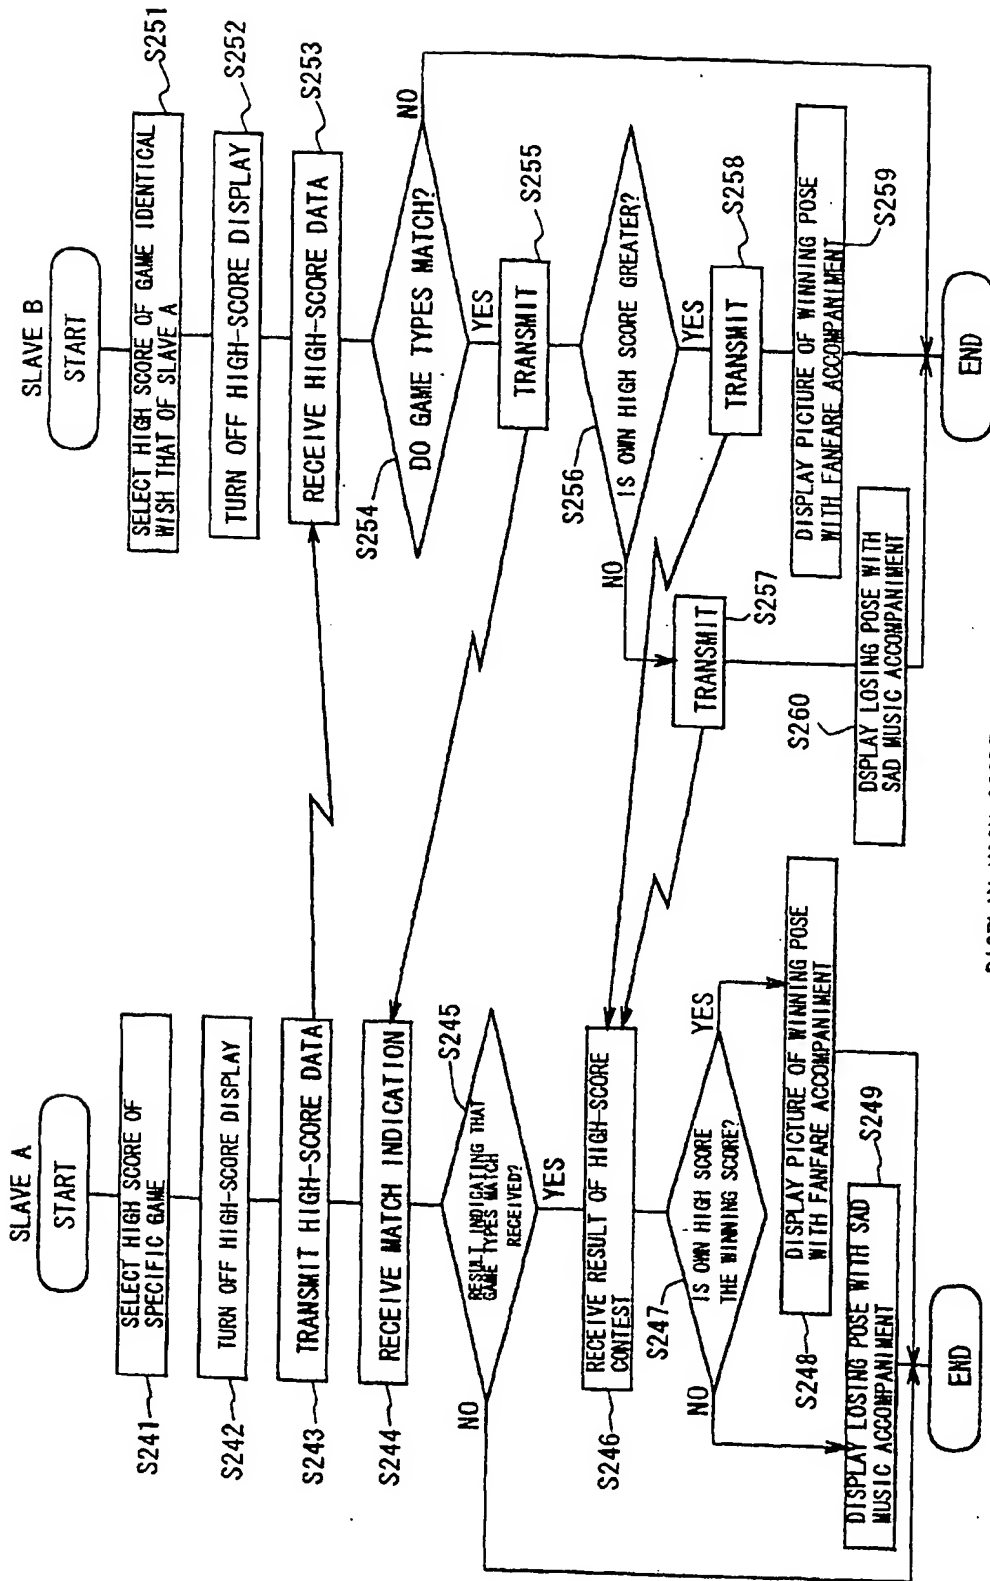 SLAVE A
START
SELECT HIGH SCORE OF
SPECIFIC GAME
S241
TURN OFF HIGH-SCORE DISPLAY
S242
TRANSMIT HIGH-SCORE DATA
S243
RECEIVE MATCH INDICATION
S244
RESULT INDICATING THAT
GAME TYPES MATCH
RECEIVED?
S245
NO
YES
RECEIVE RESULT OF HIGH-SCORE
CONTEST
S246
IS OWN HIGH SCORE
THE WINNING SCORE?
S247
YES
NO
DISPLAY PICTURE OF WINNING POSE
WITH FANFARE ACCOMPANIMENT
S248
DISPLAY LOSING POSE WITH SAD
MUSIC ACCOMPANIMENT
S249
END
SLAVE B
START
SELECT HIGH SCORE OF GAME IDENTICAL
WISH THAT OF SLAVE A
S251
TURN OFF HIGH-SCORE DISPLAY
S252
RECEIVE HIGH-SCORE DATA
S253
DO GAME TYPES MATCH?
S254
NO
YES
TRANSMIT
S255
IS OWN HIGH SCORE GREATER?
S256
NO
YES
TRANSMIT
S257
TRANSMIT
S258
DISPLAY PICTURE OF WINNING POSE
WITH FANFARE ACCOMPANIMENT
S259
DSPLAY LOSING POSE WITH
SAD MUSIC ACCOMPANIMENT
S260
END